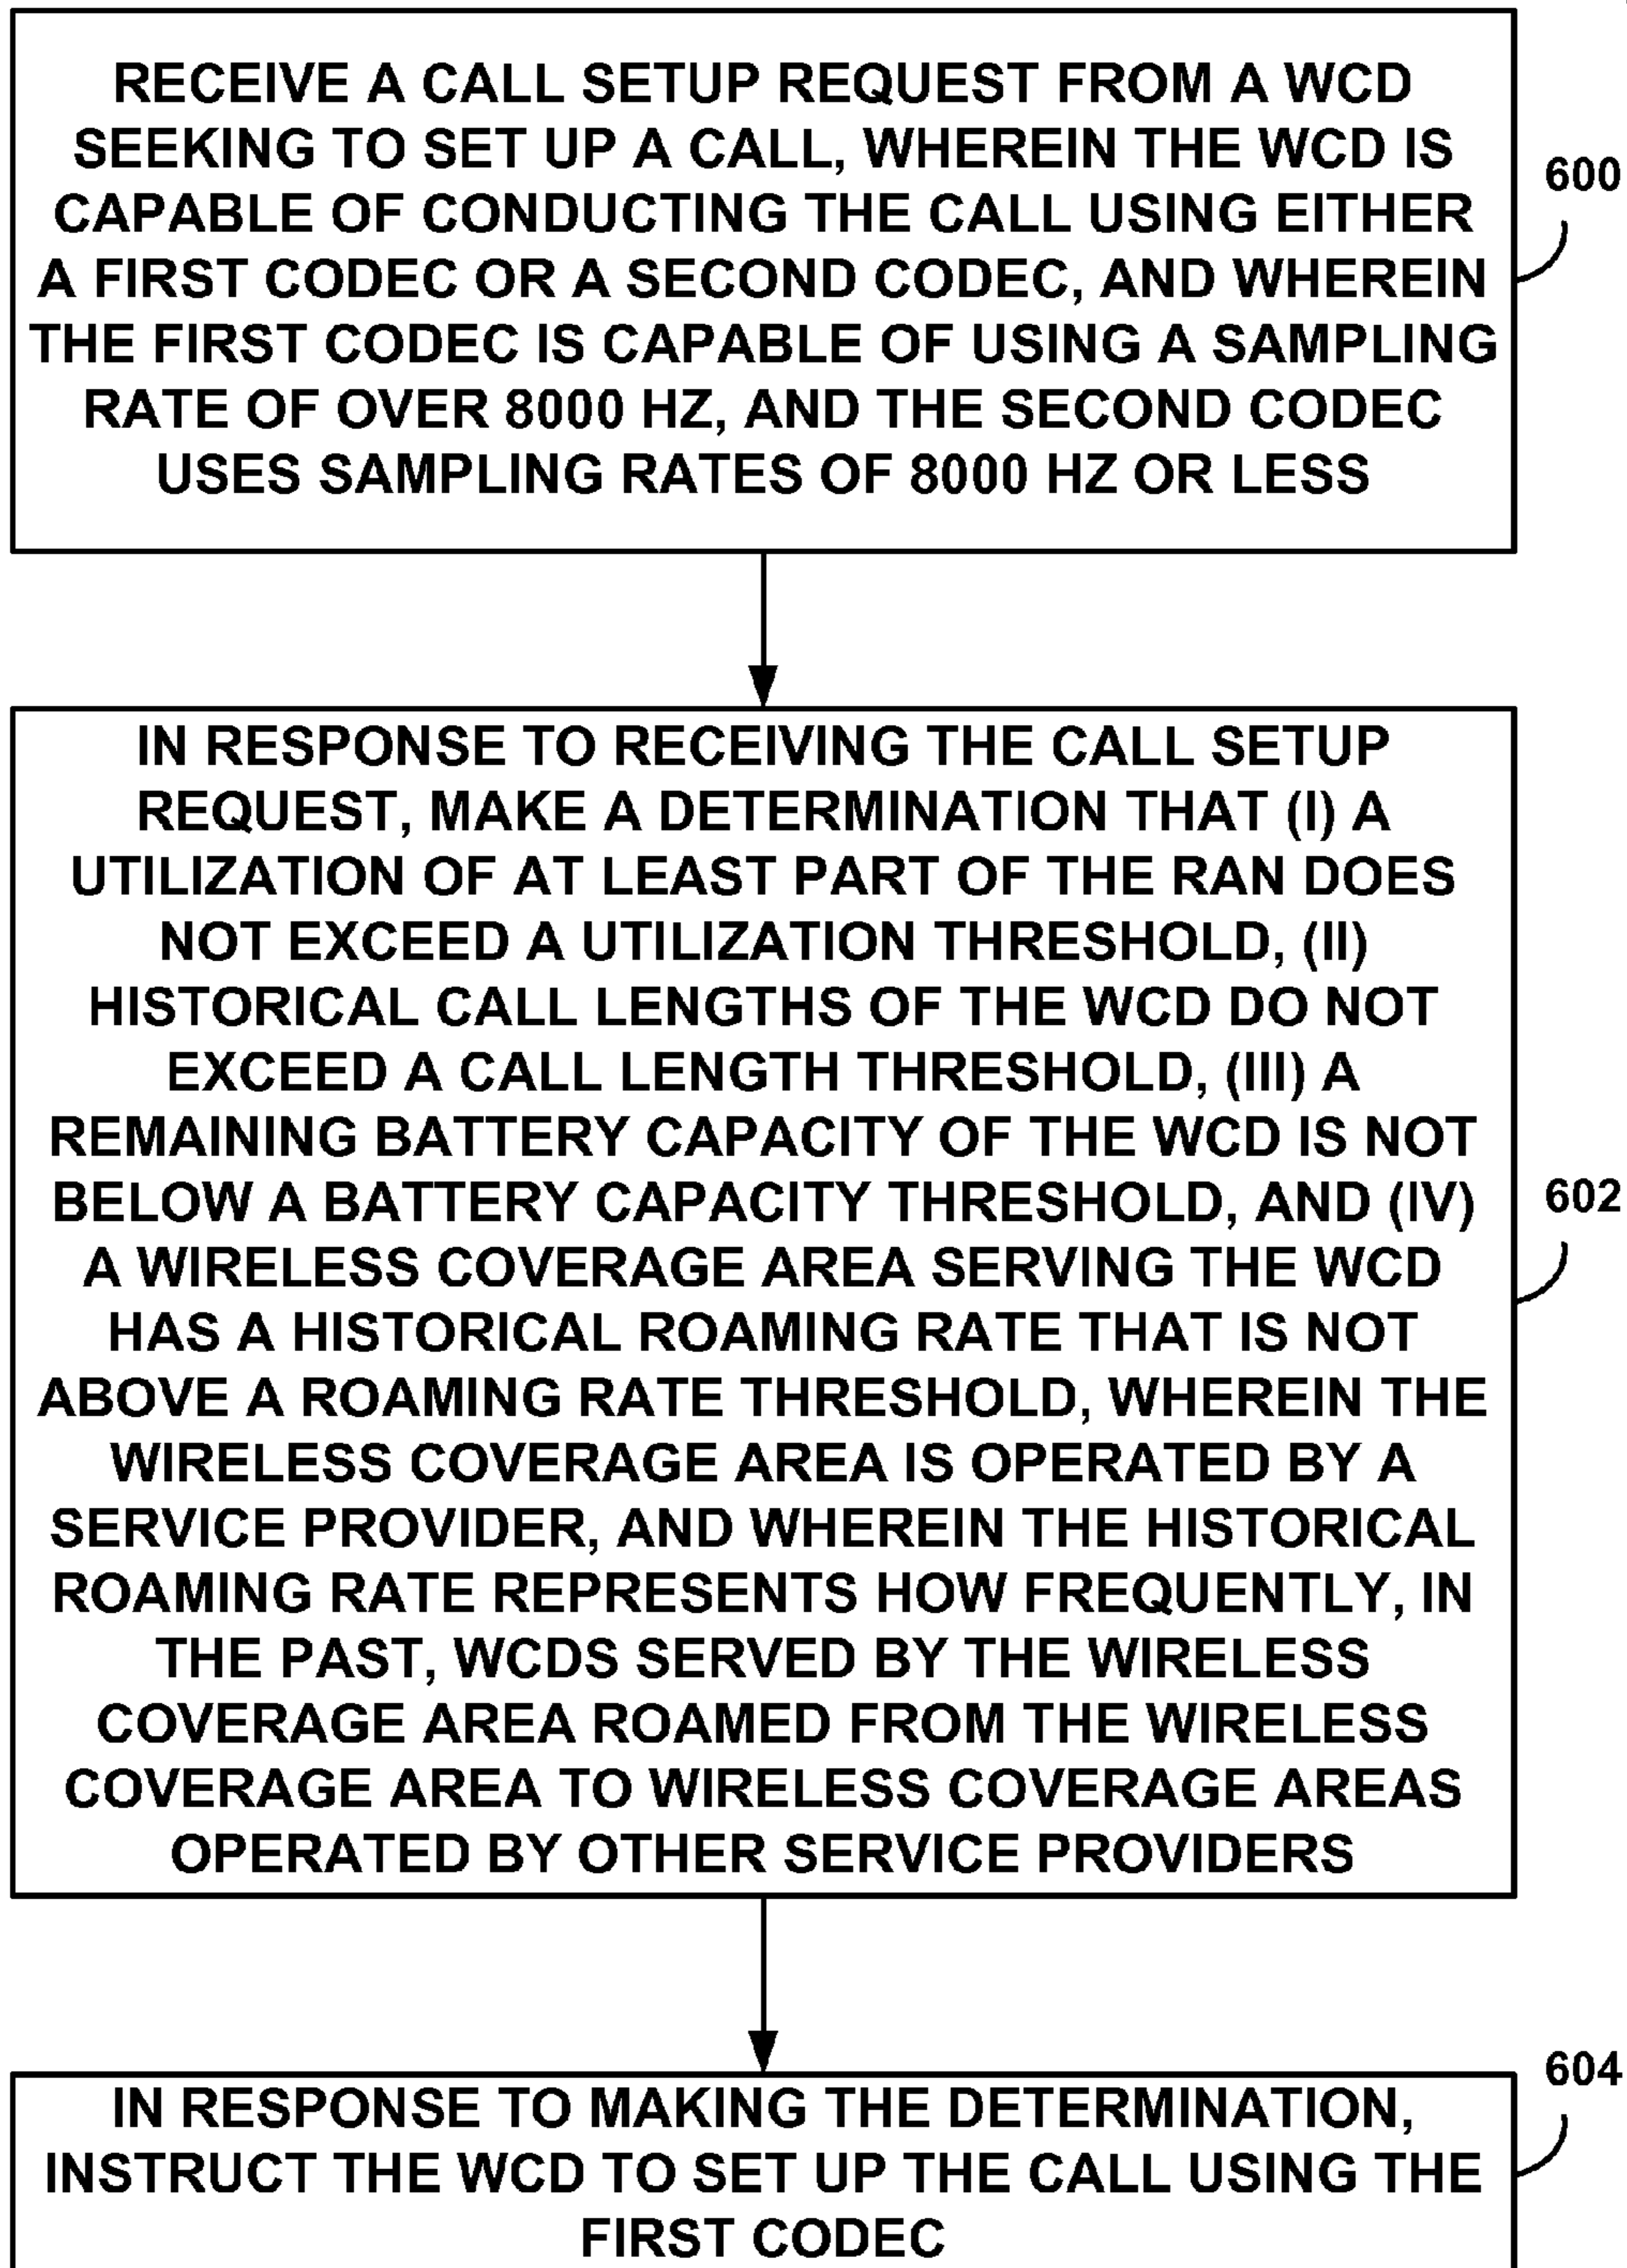 RECEIVE A CALL SETUP REQUEST FROM A WCD
SEEKING TO SET UP A CALL, WHEREIN THE WCD IS
CAPABLE OF CONDUCTING THE CALL USING EITHER
A FIRST CODEC OR A SECOND CODEC, AND WHEREIN
THE FIRST CODEC IS CAPABLE OF USING A SAMPLING
RATE OF OVER 8000 HZ, AND THE SECOND CODEC
USES SAMPLING RATES OF 8000 HZ OR LESS
600
IN RESPONSE TO RECEIVING THE CALL SETUP
REQUEST, MAKE A DETERMINATION THAT (I) A
UTILIZATION OF AT LEAST PART OF THE RAN DOES
NOT EXCEED A UTILIZATION THRESHOLD, (II)
HISTORICAL CALL LENGTHS OF THE WCD DO NOT
EXCEED A CALL LENGTH THRESHOLD, (III) A
REMAINING BATTERY CAPACITY OF THE WCD IS NOT
BELOW A BATTERY CAPACITY THRESHOLD, AND (IV)
A WIRELESS COVERAGE AREA SERVING THE WCD
HAS A HISTORICAL ROAMING RATE THAT IS NOT
ABOVE A ROAMING RATE THRESHOLD, WHEREIN THE
WIRELESS COVERAGE AREA IS OPERATED BY A
SERVICE PROVIDER, AND WHEREIN THE HISTORICAL
ROAMING RATE REPRESENTS HOW FREQUENTLY, IN
THE PAST, WCDS SERVED BY THE WIRELESS
COVERAGE AREA ROAMED FROM THE WIRELESS
COVERAGE AREA TO WIRELESS COVERAGE AREAS
OPERATED BY OTHER SERVICE PROVIDERS
602
IN RESPONSE TO MAKING THE DETERMINATION,
INSTRUCT THE WCD TO SET UP THE CALL USING THE
FIRST CODEC
604